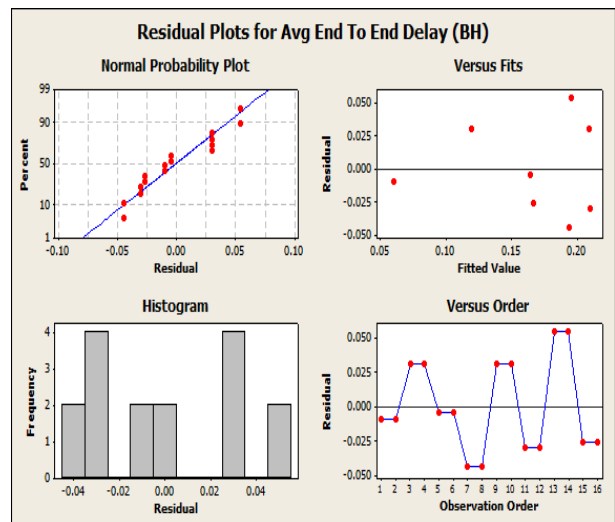 Residual Plots for Avg End To End Delay (BH)
Normal Probability Plot
99
90
50
10
1
Percent
-0.10 -0.05 0.00 0.05 0.10
Residual
Versus Fits
0.050
0.025
0.000
-0.025
-0.050
Residual
0.05 0.10 0.15 0.20
Fitted Value
Histogram
4
3
2
1
0
Frequency
-0.04 -0.02 0.00 0.02 0.04
Residual
Versus Order
0.050
0.025
0.000
-0.025
-0.050
Residual
1 2 3 4 5 6 7 8 9 10 11 12 13 14 15 16
Observation Order